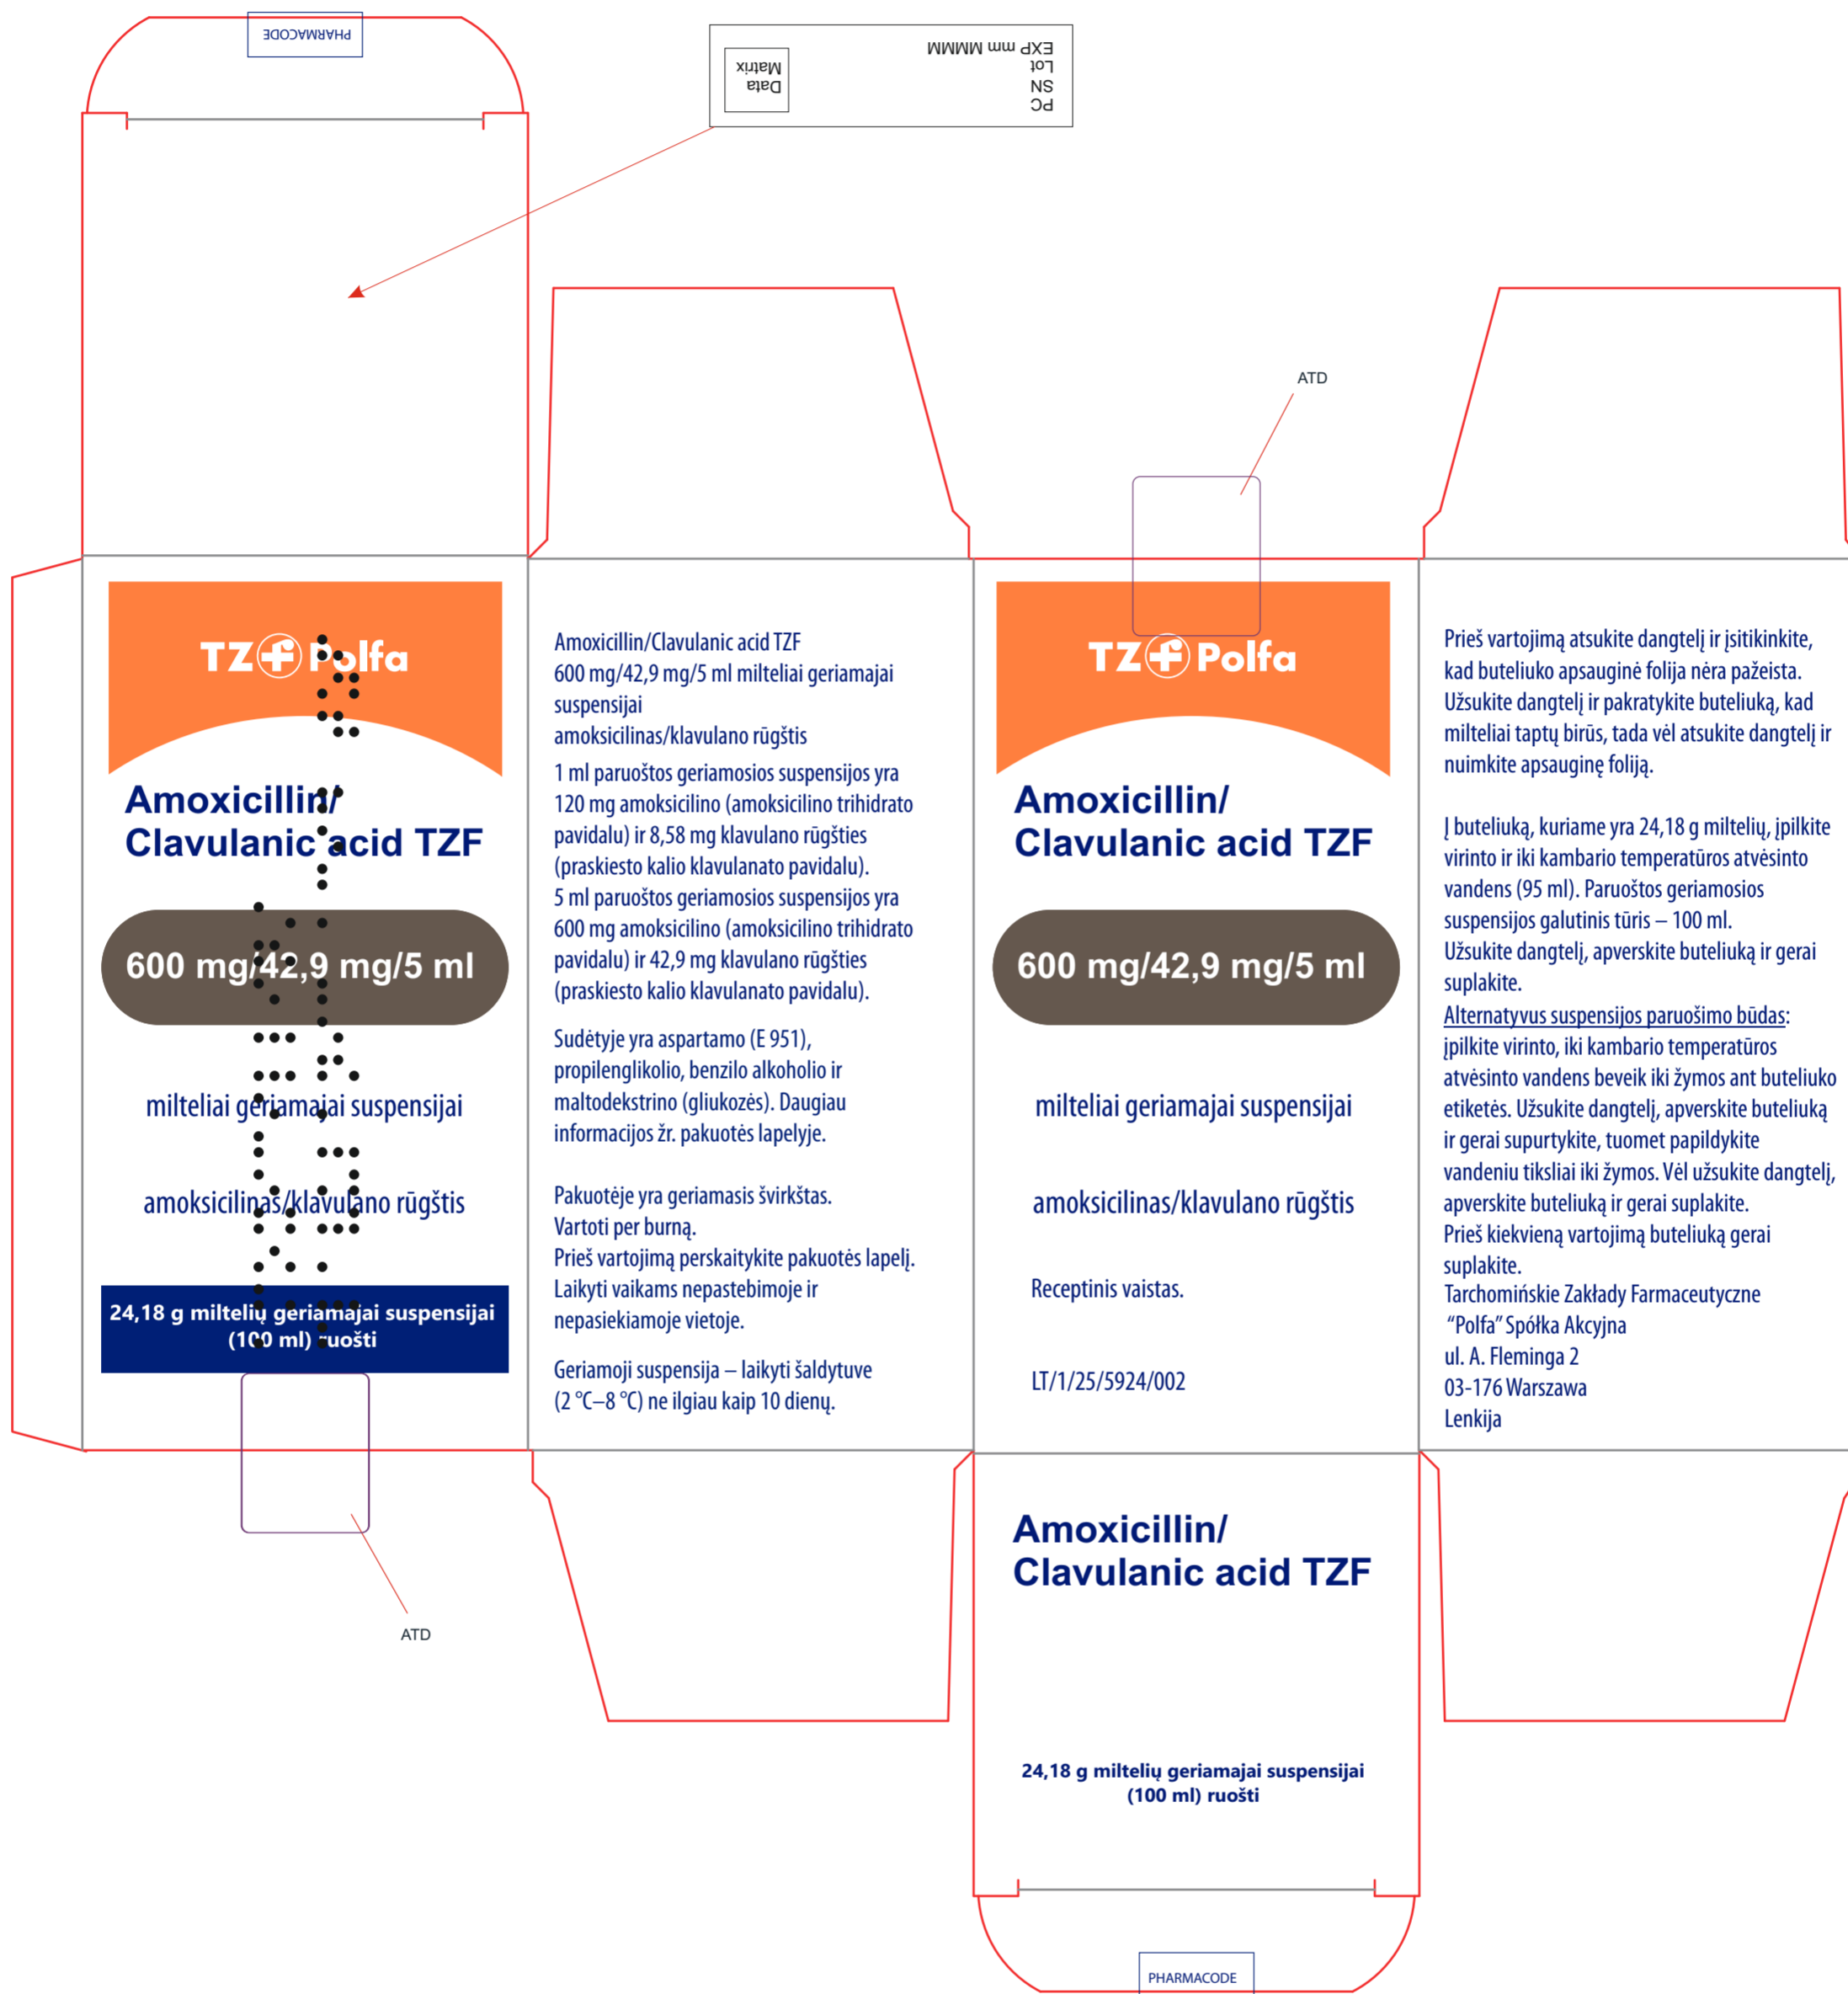 PHARMACODE
PC
SN
Lot
EXP mm MMMM
Data
Matrix
ATD
TZF Polfa
Amoxicillin/
Clavulanic acid TZF
600 mg/42,9 mg/5 ml
milteliai geriamajai suspensijai
amoksicilinas/klavulano rūgštis
24,18 g miltelių geriamajai suspensijai
(100 ml) ruošti
ATD
Amoxicillin/Clavulanic acid TZF
600 mg/42,9 mg/5 ml milteliai geriamajai
suspensijai
amoksicilinas/klavulano rūgštis
1 ml paruoštos geriamosios suspensijos yra
120 mg amoksicilino (amoksicilino trihidrato
pavidalu) ir 8,58 mg klavulano rūgšties
(praskiesto kalio klavulanato pavidalu).
5 ml paruoštos geriamosios suspensijos yra
600 mg amoksicilino (amoksicilino trihidrato
pavidalu) ir 42,9 mg klavulano rūgšties
(praskiesto kalio klavulanato pavidalu).
Sudėtyje yra aspartamo (E 951),
propilenglikolio, benzilo alkoholio ir
maltodekstrino (gliukozės). Daugiau
informacijos žr. pakuotės lapelyje.
Pakuotėje yra geriamasis švirkštas.
Vartoti per burną.
Prieš vartojimą perskaitykite pakuotės lapelį.
Laikyti vaikams nepastebimoje ir
nepasiekiamoje vietoje.
Geriamoji suspensija – laikyti šaldytuve
(2 °C–8 °C) ne ilgiau kaip 10 dienų.
TZF Polfa
Amoxicillin/
Clavulanic acid TZF
600 mg/42,9 mg/5 ml
milteliai geriamajai suspensijai
amoksicilinas/klavulano rūgštis
Receptinis vaistas.
LT/1/25/5924/002
Prieš vartojimą atsukite dangtelį ir įsitikinkite,
kad buteliuko apsauginė folija nėra pažeista.
Užsukite dangtelį ir pakratykite buteliuką, kad
milteliai taptų birūs, tada vėl atsukite dangtelį ir
nuimkite apsauginę foliją.
Į buteliuką, kuriame yra 24,18 g miltelių, įpilkite
virinto ir iki kambario temperatūros atvėsinto
vandens (95 ml). Paruoštos geriamosios
suspensijos galutinis tūris – 100 ml.
Užsukite dangtelį, apverskite buteliuką ir gerai
suplakite.
Alternatyvus suspensijos paruošimo būdas:
įpilkite virinto, iki kambario temperatūros
atvėsinto vandens beveik iki žymos ant buteliuko
etiketės. Užsukite dangtelį, apverskite buteliuką
ir gerai supurtykite, tuomet papildykite
vandeniu tiksliai iki žymos. Vėl užsukite dangtelį,
apverskite buteliuką ir gerai suplakite.
Prieš kiekvieną vartojimą buteliuką gerai
suplakite.
Tarchomińskie Zakłady Farmaceutyczne
“Polfa” Spółka Akcyjna
ul. A. Fleminga 2
03-176 Warszawa
Lenkija
Amoxicillin/
Clavulanic acid TZF
24,18 g miltelių geriamajai suspensijai
(100 ml) ruošti
PHARMACODE